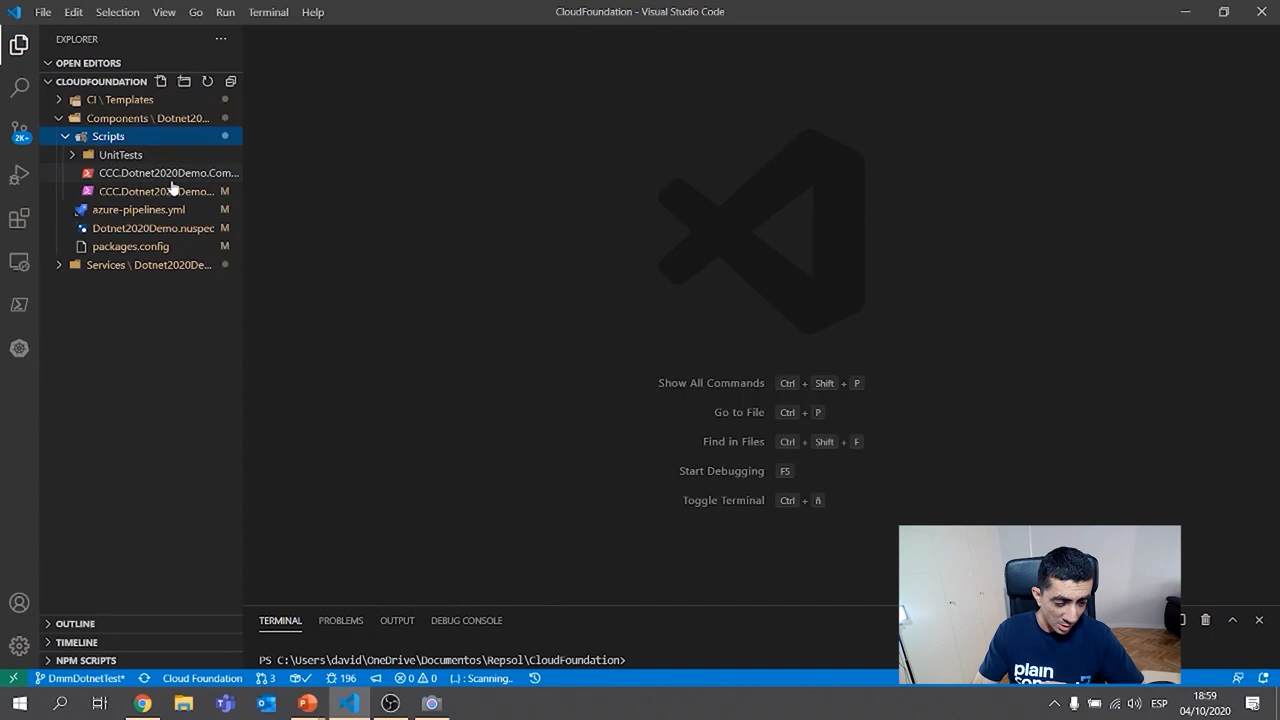 File Edit Selection View Go Run Terminal Help
CloudFoundation - Visual Studio Code
EXPLORER
OPEN EDITORS
CLOUDFOUNDATION
CI \ Templates
Components \ Dotnet20...
Scripts
UnitTests
CCC.Dotnet2020Demo.Com...
CCC.Dotnet2020Demo... M
azure-pipelines.yml M
Dotnet2020Demo.nuspec M
packages.config M
Services \ Dotnet2020De...
2K+
Show All Commands Ctrl + Shift + P
Go to File Ctrl + P
Find in Files Ctrl + Shift + F
Start Debugging F5
Toggle Terminal Ctrl + ñ
OUTLINE
TIMELINE
NPM SCRIPTS
TERMINAL PROBLEMS OUTPUT DEBUG CONSOLE
PS C:\Users\david\OneDrive\Documentos\Repsol\CloudFoundation>
plain
DmmDotnetTest* Cloud Foundation 3 196 0 0 {..} : Scanning..
ESP
18:59
04/10/2020